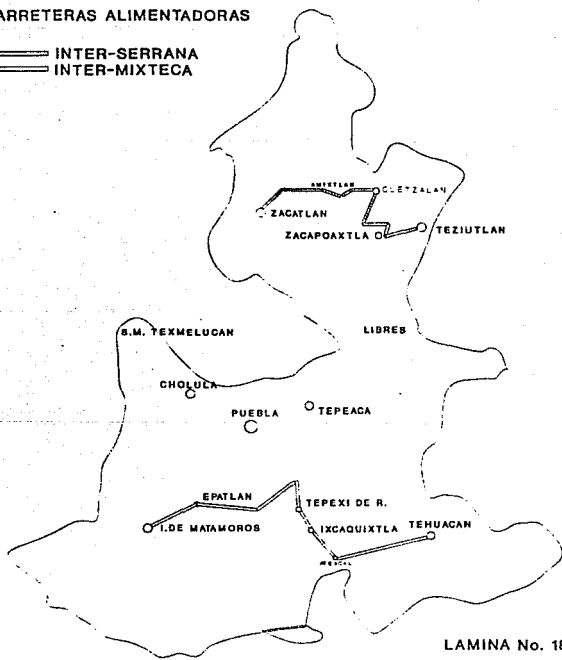 ARRETERAS ALIMENTADORAS
INTER-SERRANA
INTER-MIXTECA
CUETZALAN
ZACATLAN
ZACAPOAXTLA
TEZIUTLAN
S.M. TEXMELUCAN
LIBRES
CHOLULA
PUEBLA
TEPEACA
EPATLAN
TEPEXI DE R.
I.DE MATAMOROS
IXCAQUIXTLA
TEHUACAN
LAMINA No. 18